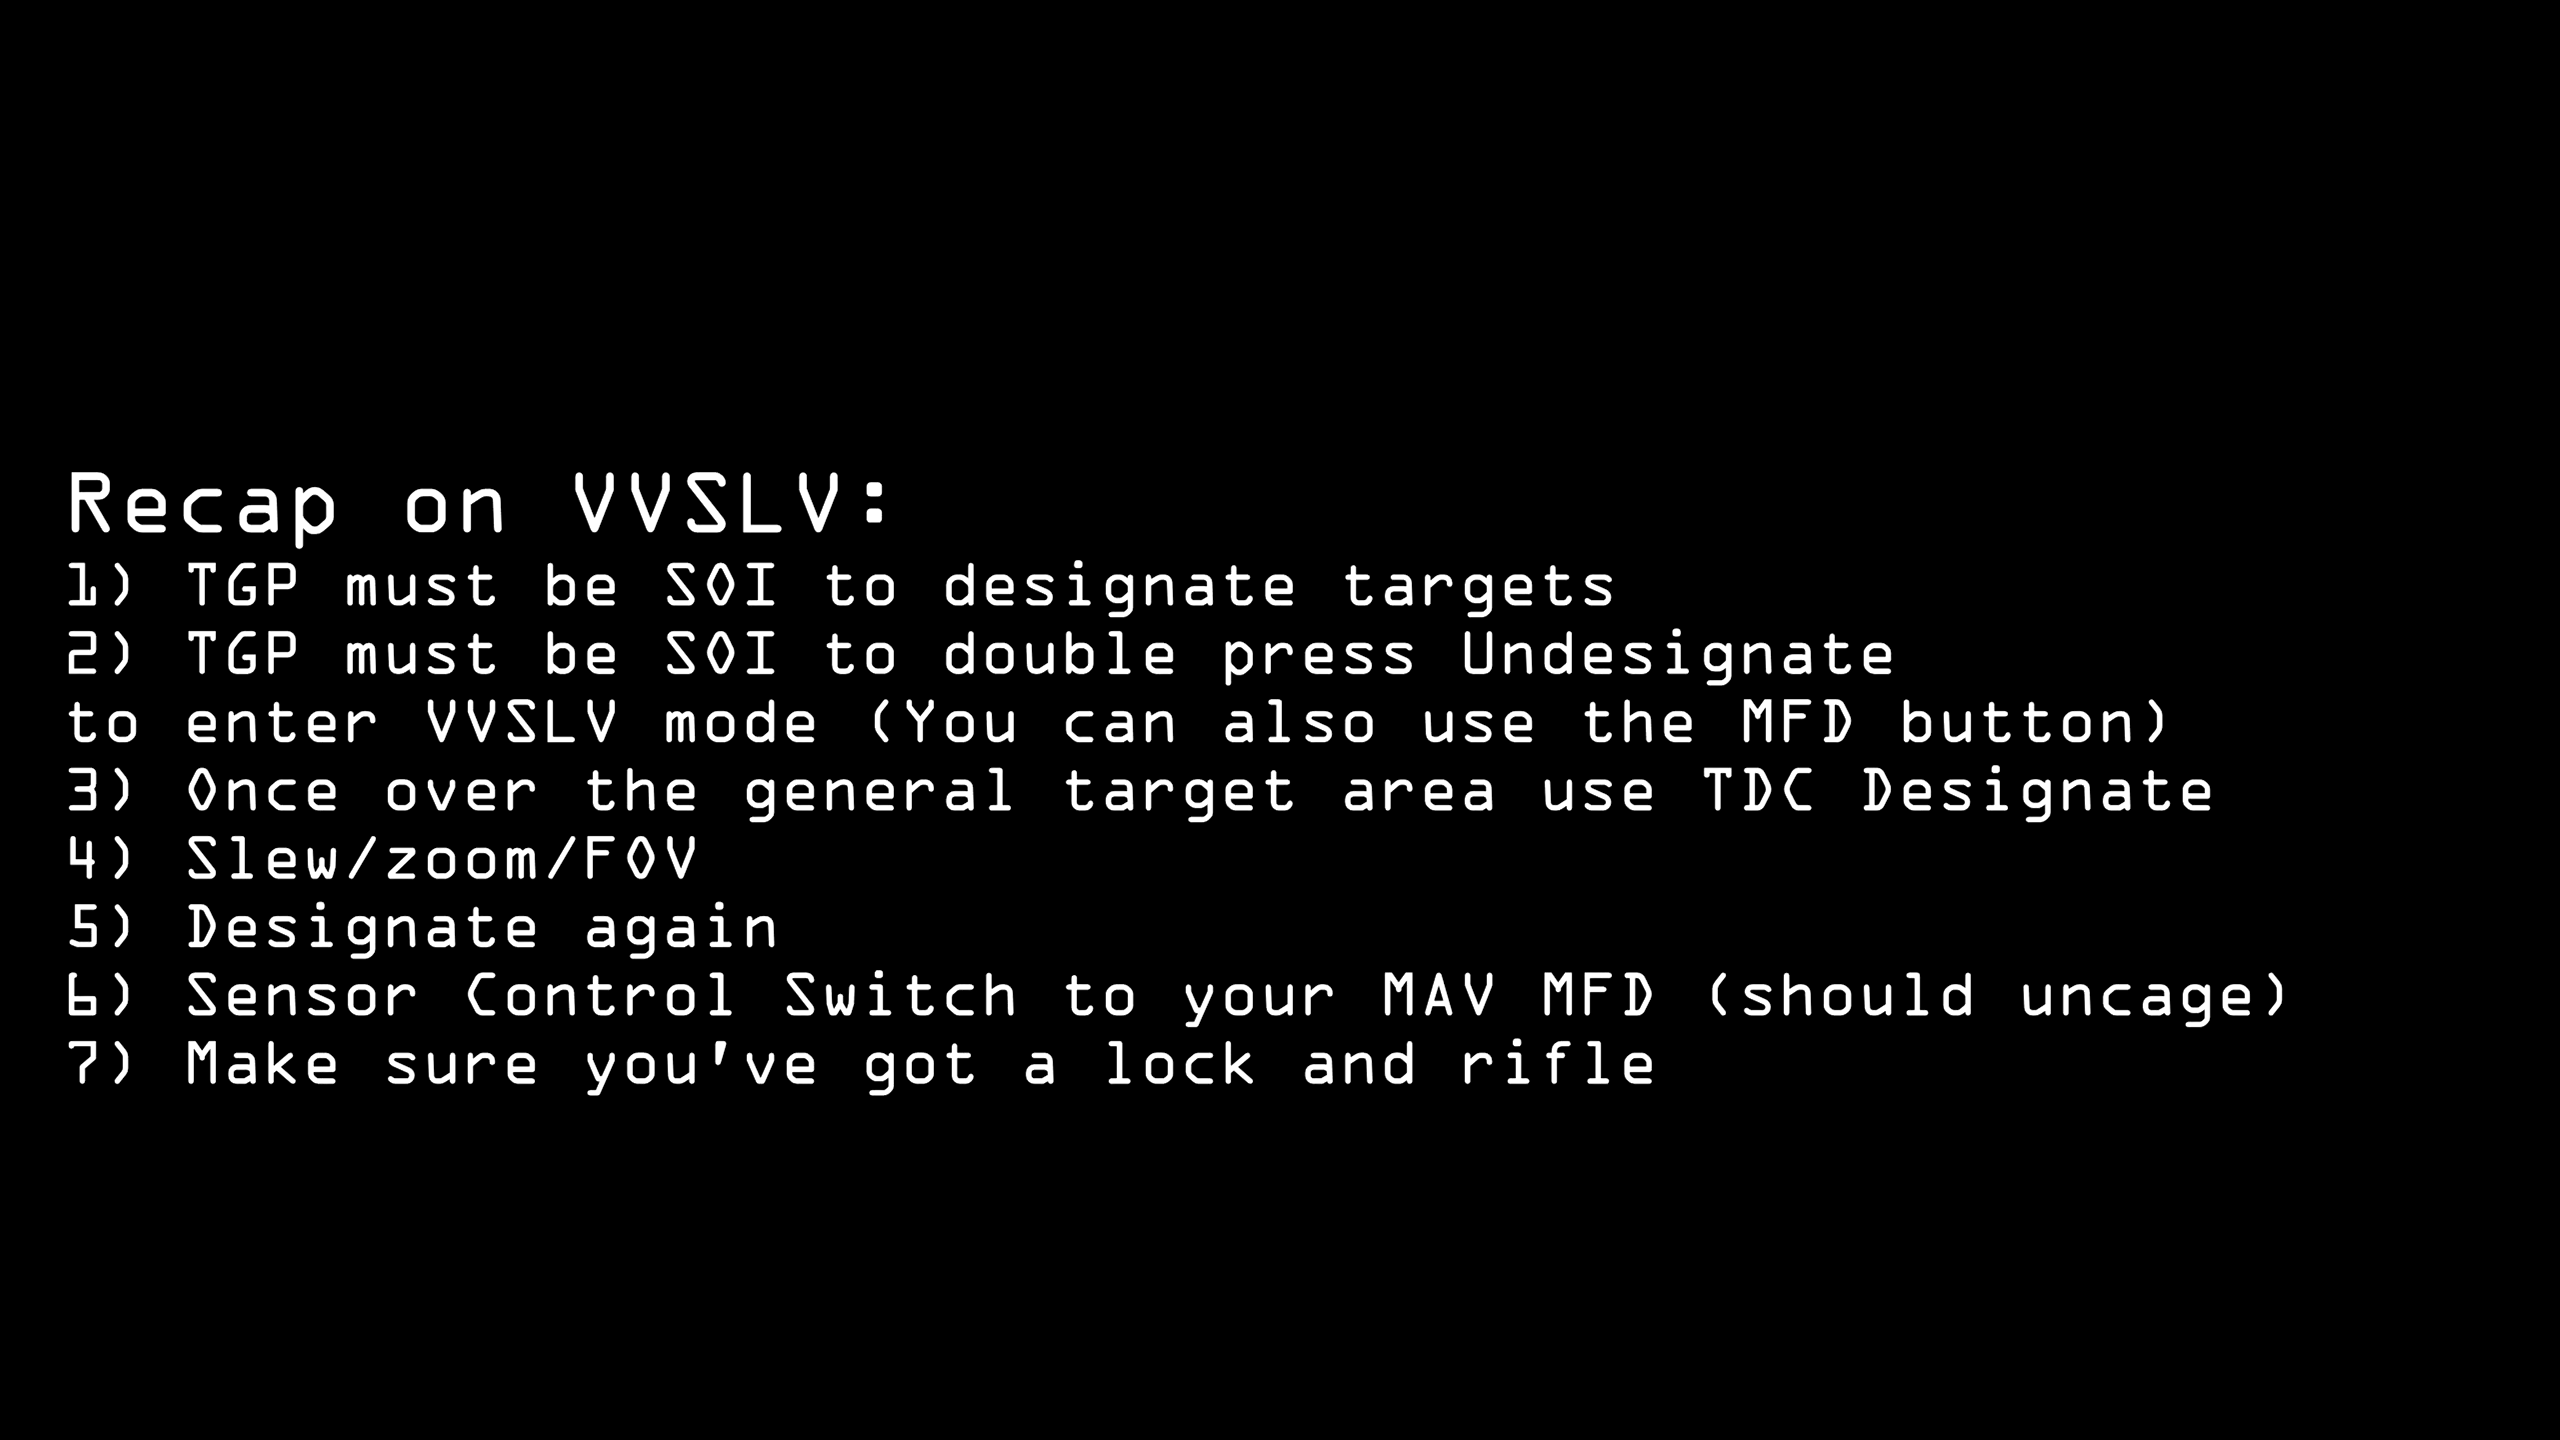 Recap on VVSLV:
1) TGP must be SOI to designate targets
2) TGP must be SOI to double press Undesignate
to enter VVSLV mode (You can also use the MFD button)
3) Once over the general target area use TDC Designate
4) Slew/zoom/FOV
5) Designate again
6) Sensor Control Switch to your MAV MFD (should uncage)
7) Make sure you've got a lock and rifle